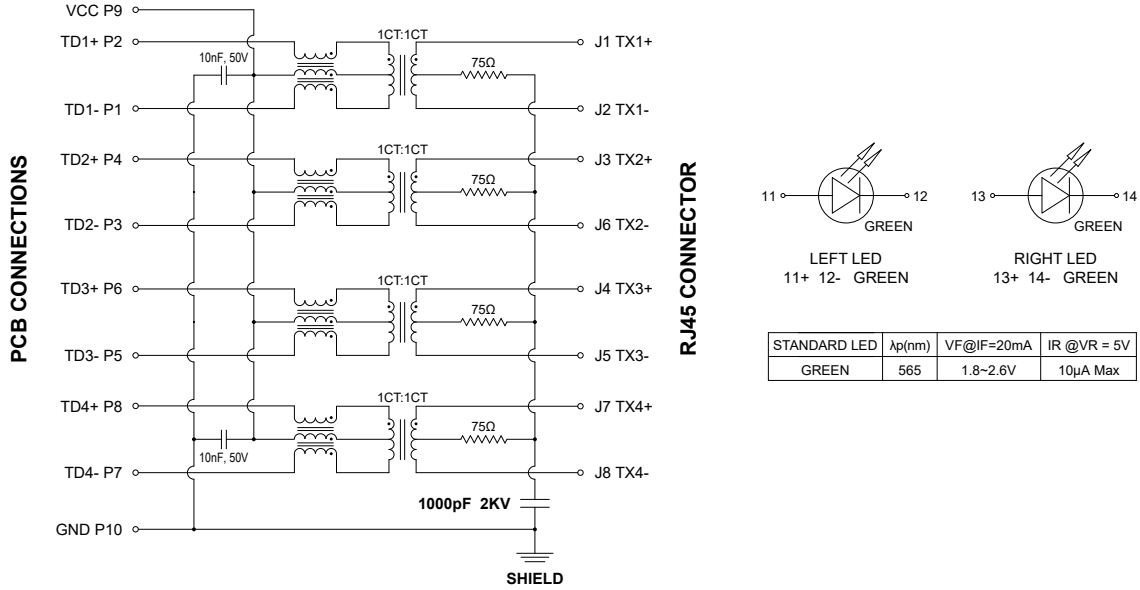 PCB CONNECTIONS
VCC P9
TD1+ P2
10nF, 50V
1CT:1CT
75Ω
J1 TX1+
TD1- P1
J2 TX1-
TD2+ P4
1CT:1CT
75Ω
J3 TX2+
TD2- P3
J6 TX2-
TD3+ P6
1CT:1CT
75Ω
J4 TX3+
TD3- P5
J5 TX3-
TD4+ P8
1CT:1CT
75Ω
J7 TX4+
10nF, 50V
TD4- P7
J8 TX4-
1000pF 2KV
GND P10
SHIELD
RJ45 CONNECTOR
11
12
GREEN
LEFT LED
11+ 12- GREEN
13
14
GREEN
RIGHT LED
13+ 14- GREEN
STANDARD LED λp(nm) VF@IF=20mA IR @VR = 5V
GREEN 565 1.8~2.6V 10µA Max